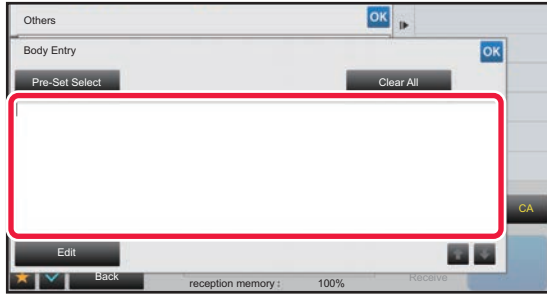 Others
OK
Body Entry
OK
Pre-Set Select
Clear All
CA
Edit
Back
Receive
reception memory :
100%